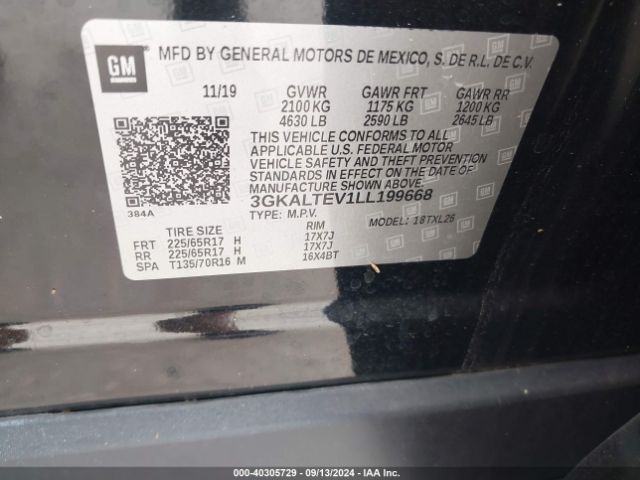 GM
MFD BY GENERAL MOTORS DE MEXICO, S. DE R.L. DE C.V.
11/19 GVWR GAWR FRT GAWR RR
2100 KG 1175 KG 1200 KG
4630 LB 2590 LB 2645 LB
THIS VEHICLE CONFORMS TO ALL
APPLICABLE U.S. FEDERAL MOTOR
VEHICLE SAFETY AND THEFT PREVENTION
STANDARDS IN EFFECT ON THE DATE OF
MANUFACTURE SHOWN ABOVE.
3GKALTEV1LL199668
384A
TYPE: M.P.V. MODEL: 18TXL26
TIRE SIZE RIM
FRT 225/65R17 H 17X7J
RR 225/65R17 H 17X7J
SPA T135/70R16 M 16X4BT
000-40305729 - 09/13/2024 - IAA Inc.